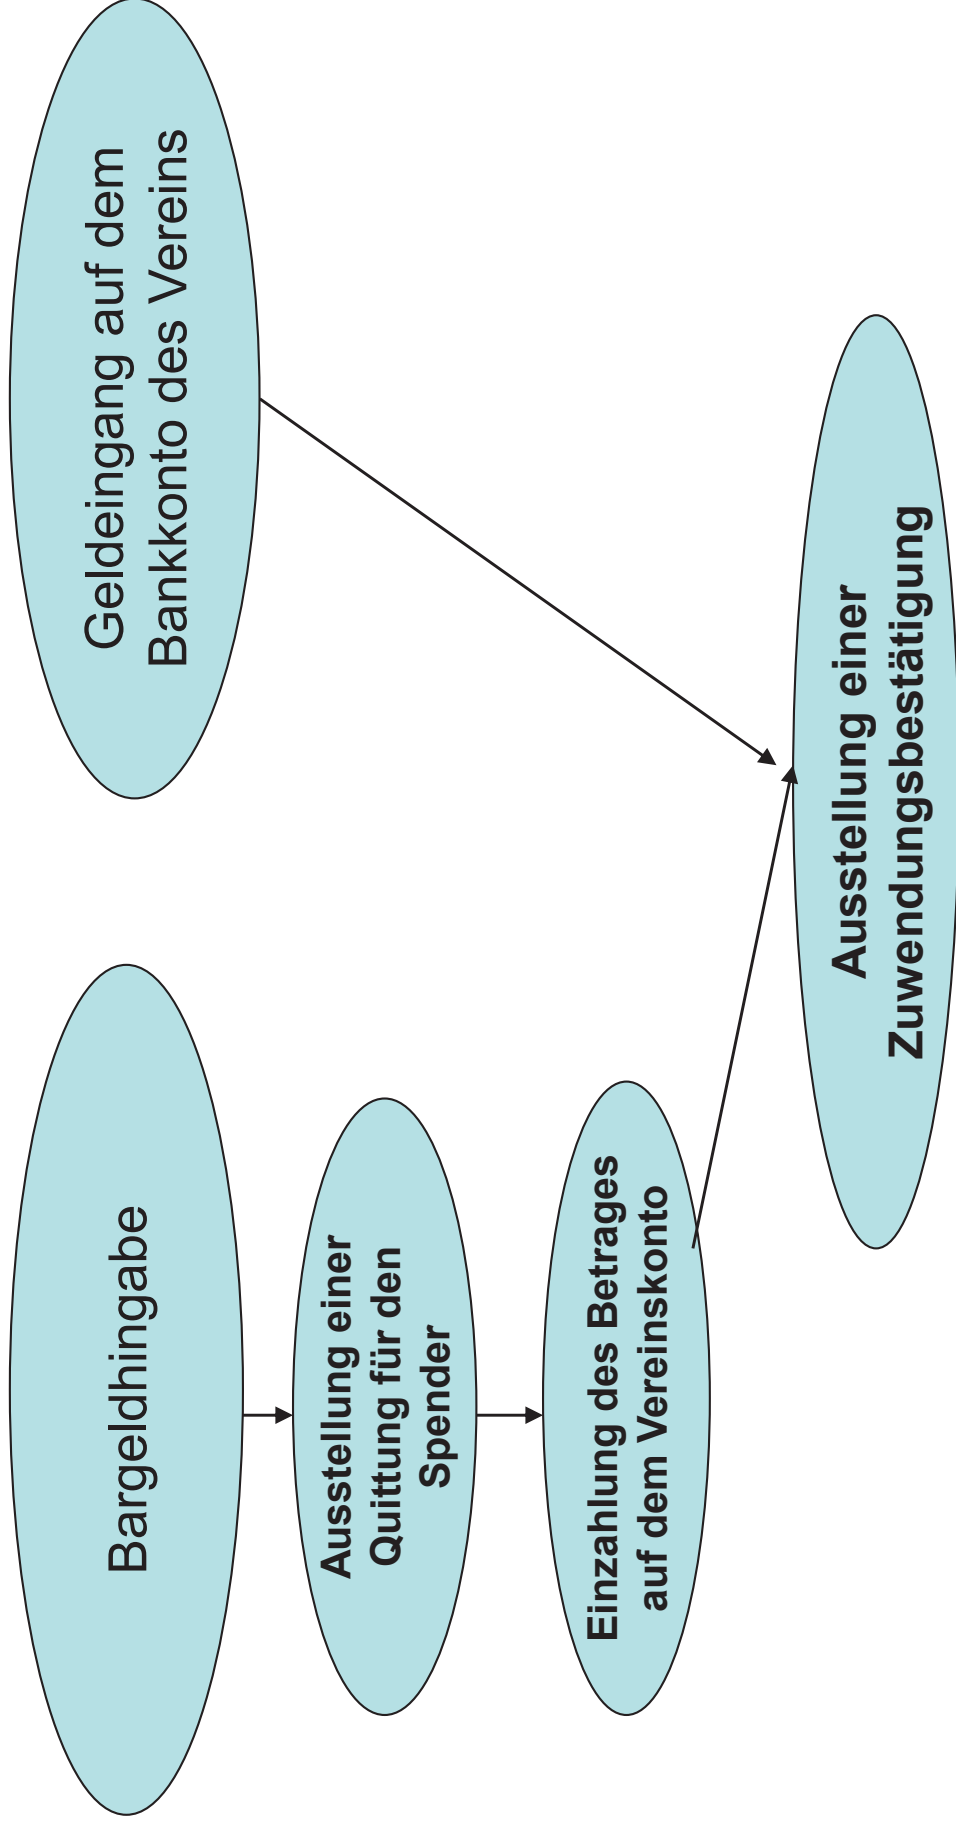 Bargeldhingabe
Geldeingang auf dem
Bankkonto des Vereins
Ausstellung einer
Quittung für den
Spender
Einzahlung des Betrages
auf dem Vereinskonto
Ausstellung einer
Zuwendungsbestätigung